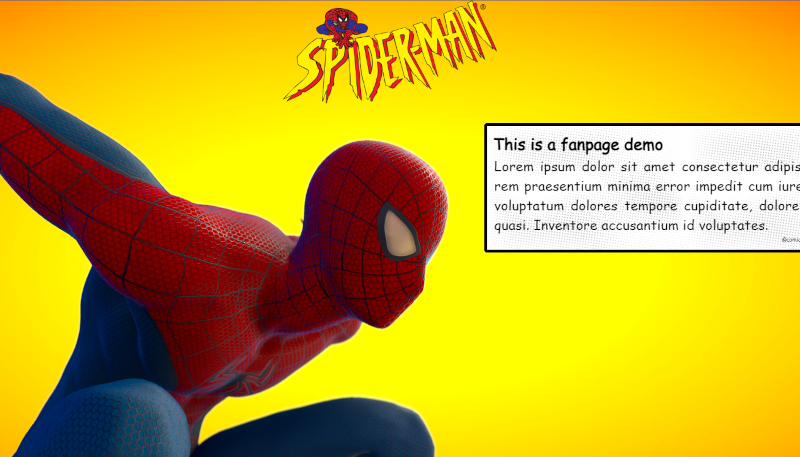 SPIDER-MAN®
This is a fanpage demo
Lorem ipsum dolor sit amet consectetur adipis
rem praesentium minima error impedit cum iure
voluptatum dolores tempore cupiditate, dolore
quasi. Inventore accusantium id voluptates.
©comic